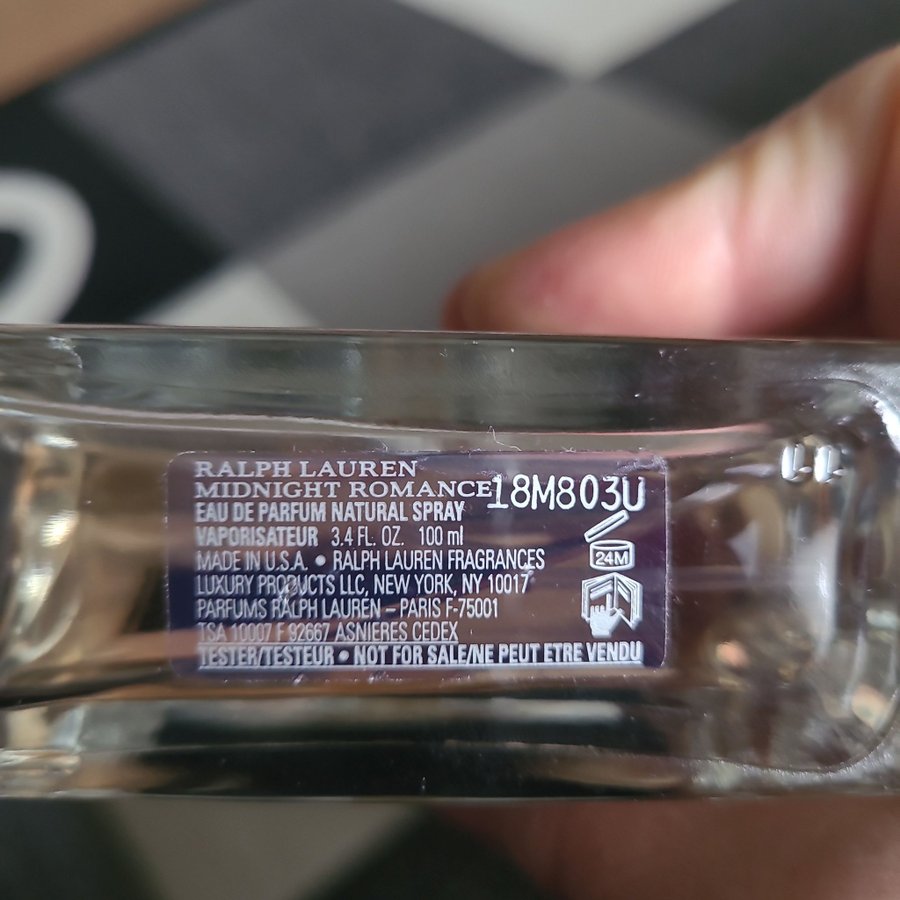 RALPH LAUREN
MIDNIGHT ROMANCE
18M803U
EAU DE PARFUM NATURAL SPRAY
VAPORISATEUR 3.4 FL. OZ. 100 ml
MADE IN U.S.A. • RALPH LAUREN FRAGRANCES
LUXURY PRODUCTS LLC, NEW YORK, NY 10017
PARFUMS RALPH LAUREN – PARIS F-75001
TSA 10007 F 92667 ASNIERES CEDEX
TESTER/TESTEUR • NOT FOR SALE/NE PEUT ETRE VENDU
24M